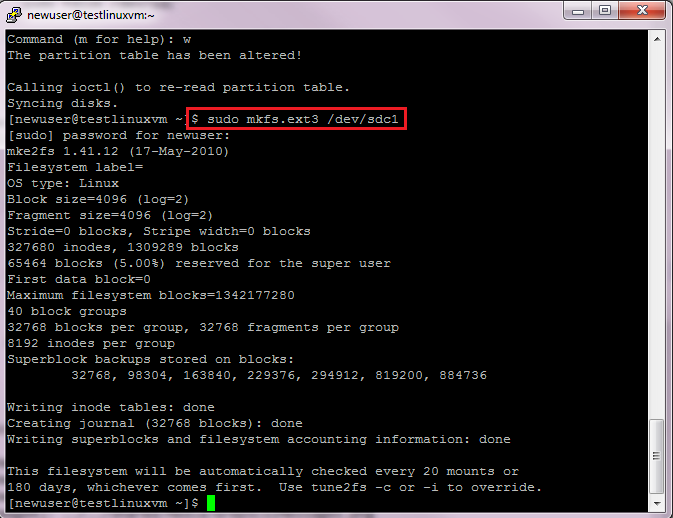 newuser@testlinuxvm:~
Command (m for help): w
The partition table has been altered!
Calling ioctl() to re-read partition table.
Syncing disks.
[newuser@testlinuxvm ~]$ sudo mkfs.ext3 /dev/sdc1
[sudo] password for newuser:
mke2fs 1.41.12 (17-May-2010)
Filesystem label=
OS type: Linux
Block size=4096 (log=2)
Fragment size=4096 (log=2)
Stride=0 blocks, Stripe width=0 blocks
327680 inodes, 1309289 blocks
65464 blocks (5.00%) reserved for the super user
First data block=0
Maximum filesystem blocks=1342177280
40 block groups
32768 blocks per group, 32768 fragments per group
8192 inodes per group
Superblock backups stored on blocks:
32768, 98304, 163840, 229376, 294912, 819200, 884736
Writing inode tables: done
Creating journal (32768 blocks): done
Writing superblocks and filesystem accounting information: done
This filesystem will be automatically checked every 20 mounts or
180 days, whichever comes first.  Use tune2fs -c or -i to override.
[newuser@testlinuxvm ~]$